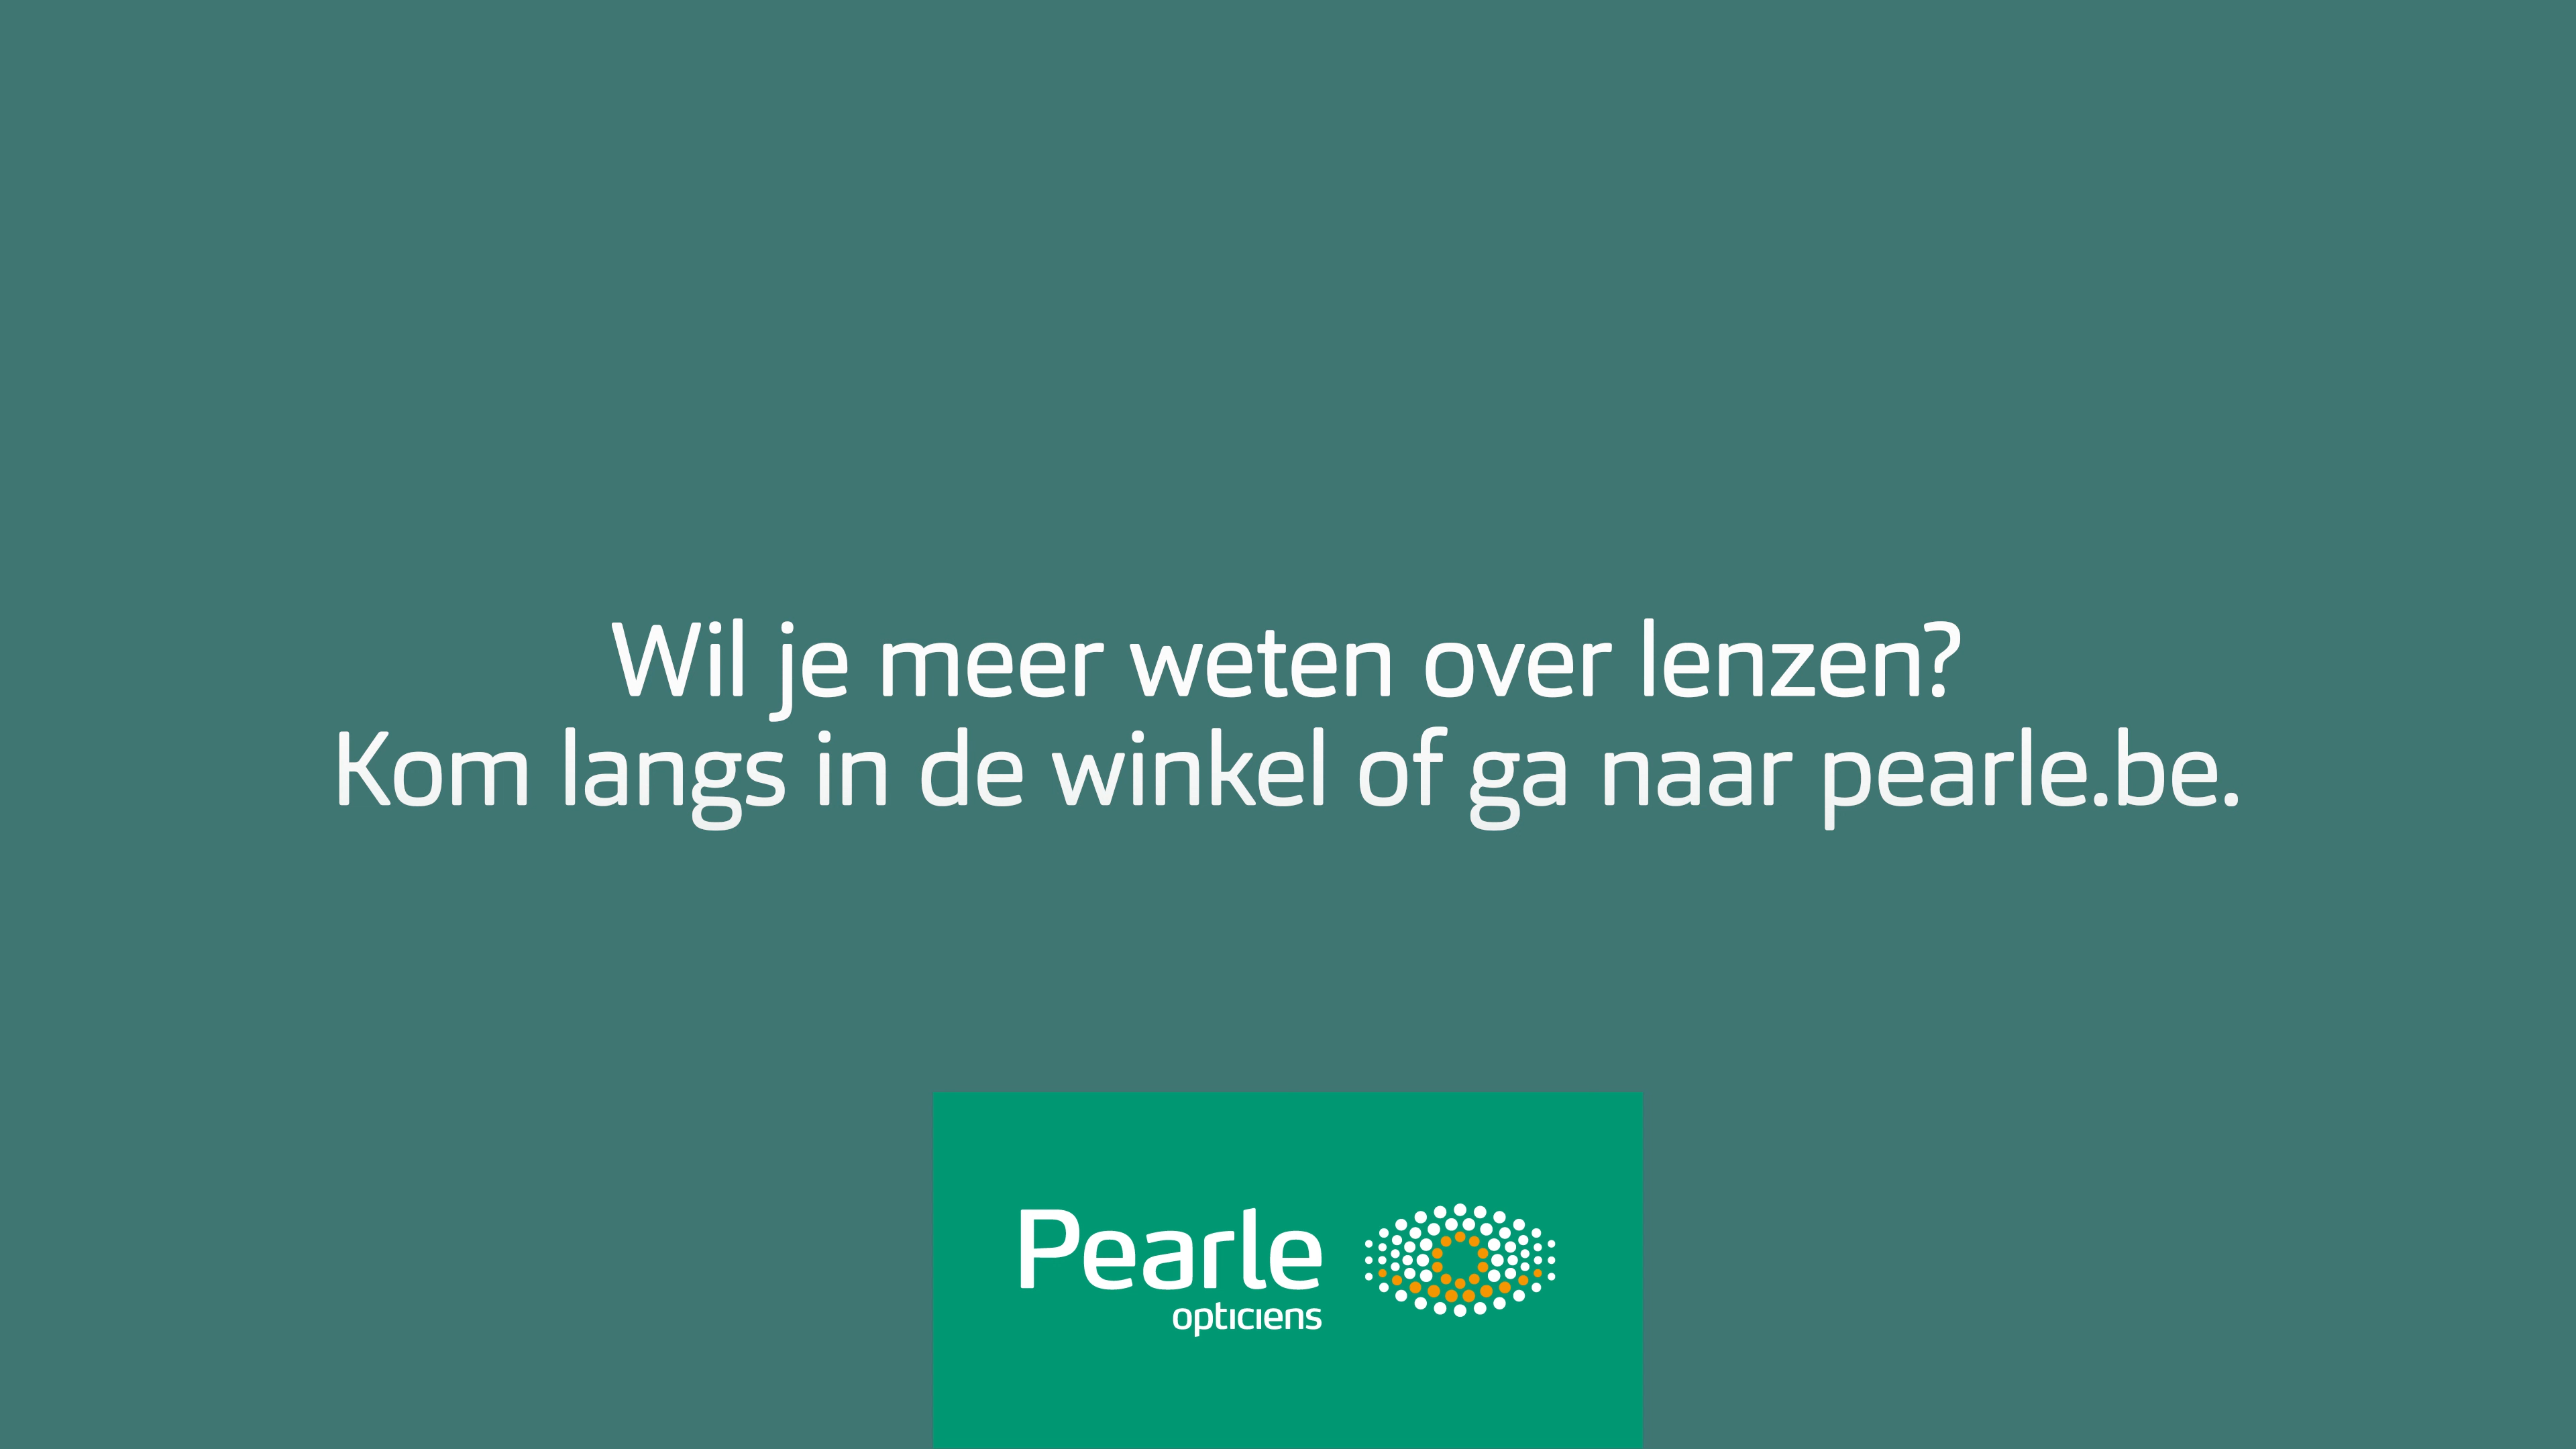 Wil je meer weten over lenzen?
Kom langs in de winkel of ga naar pearle.be.
Pearle
opticiens